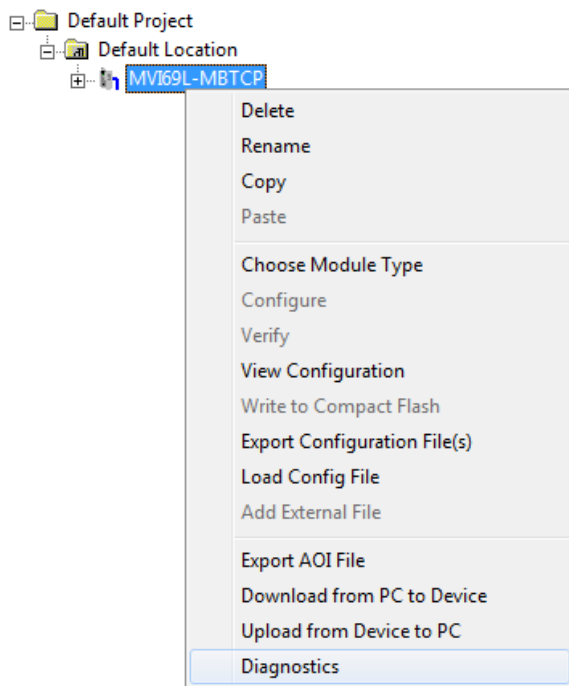 Default Project
Default Location
MVI69L-MBTCP
Delete
Rename
Copy
Paste
Choose Module Type
Configure
Verify
View Configuration
Write to Compact Flash
Export Configuration File(s)
Load Config File
Add External File
Export AOI File
Download from PC to Device
Upload from Device to PC
Diagnostics